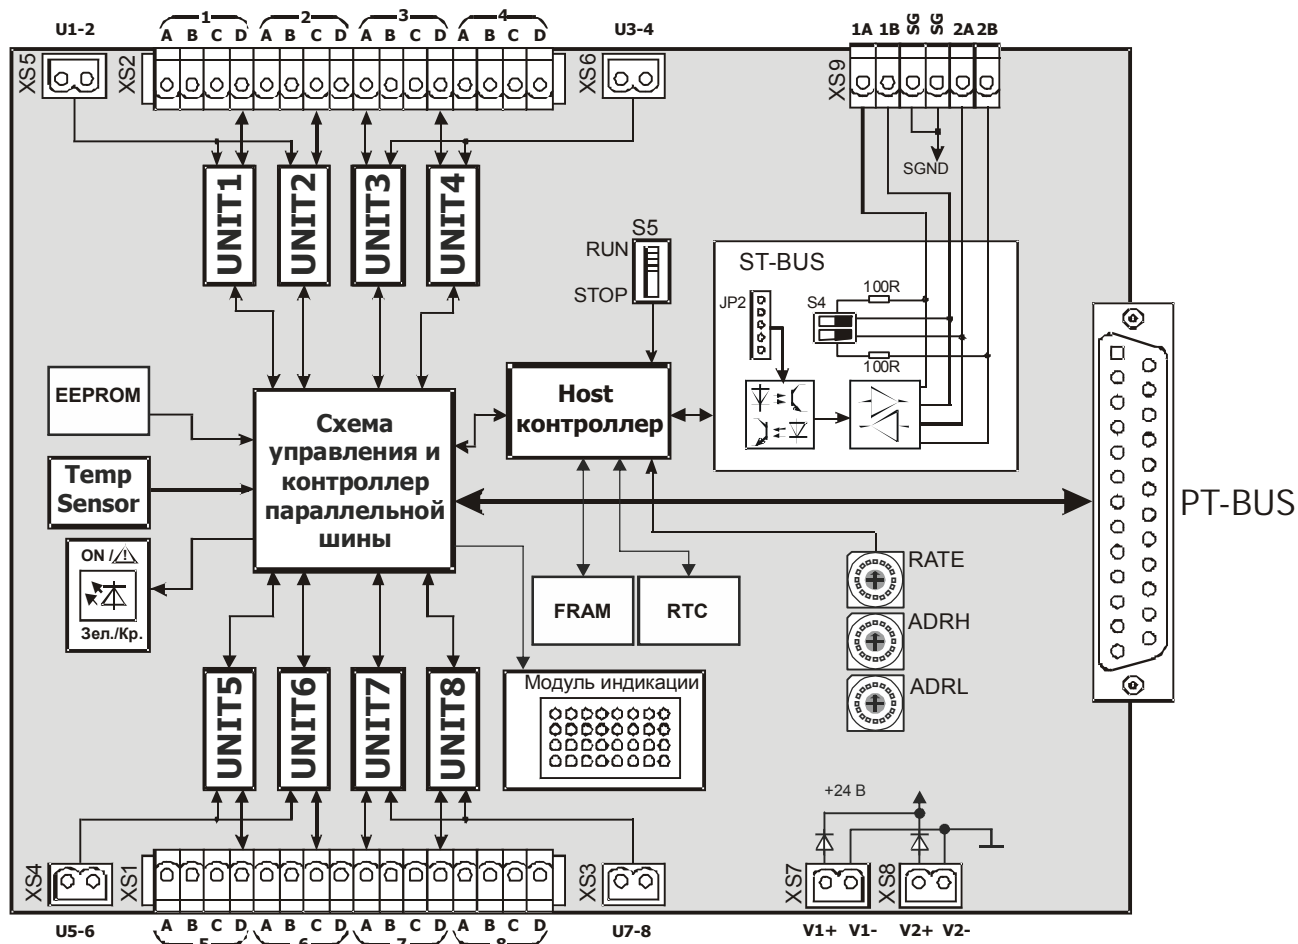 U1-2
1
2
3
4
U3-4
1A 1B SG SG 2A 2B
A B C D A B C D A B C D A B C D
XS5
XS2
XS6
XS9
SGND
UNIT1
UNIT2
UNIT3
UNIT4
S5
RUN
STOP
ST-BUS
JP2
S4
100R
100R
EEPROM
Temp
Sensor
ON /⚠
Зел./Кр.
Схема
управления и
контроллер
параллельной
шины
Host
контроллер
PT-BUS
FRAM
RTC
RATE
ADRH
ADRL
UNIT5
UNIT6
UNIT7
UNIT8
Модуль индикации
+24 В
XS4
XS1
XS3
XS7
XS8
U5-6
A B C D A B C D A B C D A B C D
5
6
7
8
U7-8
V1+ V1- V2+ V2-